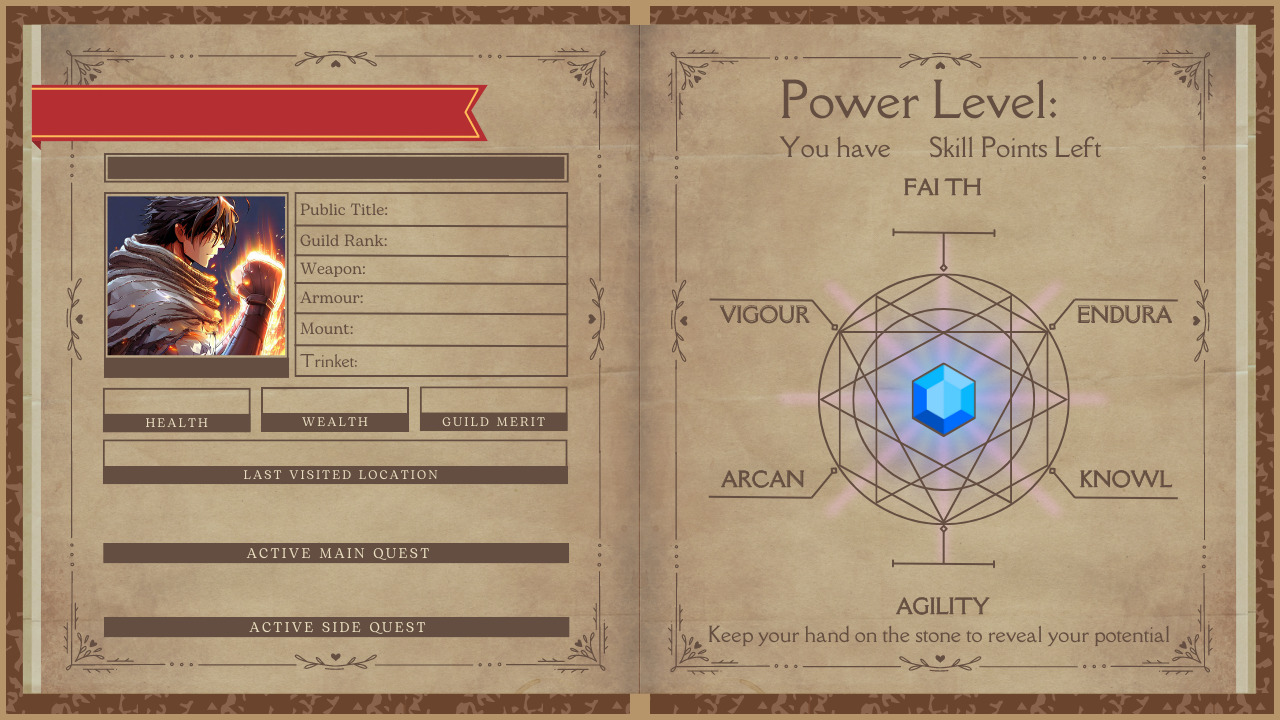 Public Title:
Guild Rank:
Weapon:
Armour:
Mount:
Trinket:
HEALTH
WEALTH
GUILD MERIT
LAST VISITED LOCATION
ACTIVE MAIN QUEST
ACTIVE SIDE QUEST
Power Level:
You have Skill Points Left
FAI TH
VIGOUR
ENDURA
ARCAN
KNOWL
AGILITY
Keep your hand on the stone to reveal your potential